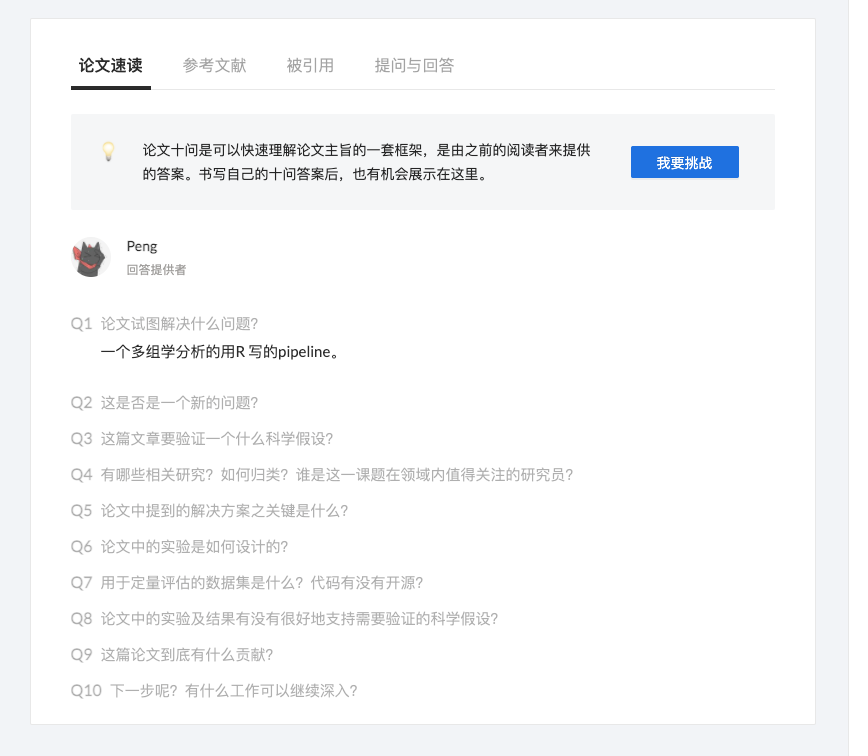 论文速读 参考文献 被引用 提问与回答
论文十问是可以快速理解论文主旨的一套框架，是由之前的阅读者来提供
的答案。书写自己的十问答案后，也有机会展示在这里。
我要挑战
Peng
回答提供者
Q1 论文试图解决什么问题？
一个多组学分析的用R 写的pipeline。
Q2 这是否是一个新的问题？
Q3 这篇文章要验证一个什么科学假设？
Q4 有哪些相关研究？如何归类？谁是这一课题在领域内值得关注的研究员？
Q5 论文中提到的解决方案之关键是什么？
Q6 论文中的实验是如何设计的？
Q7 用于定量评估的数据集是什么？代码有没有开源？
Q8 论文中的实验及结果有没有很好地支持需要验证的科学假设？
Q9 这篇论文到底有什么贡献？
Q10 下一步呢？有什么工作可以继续深入？